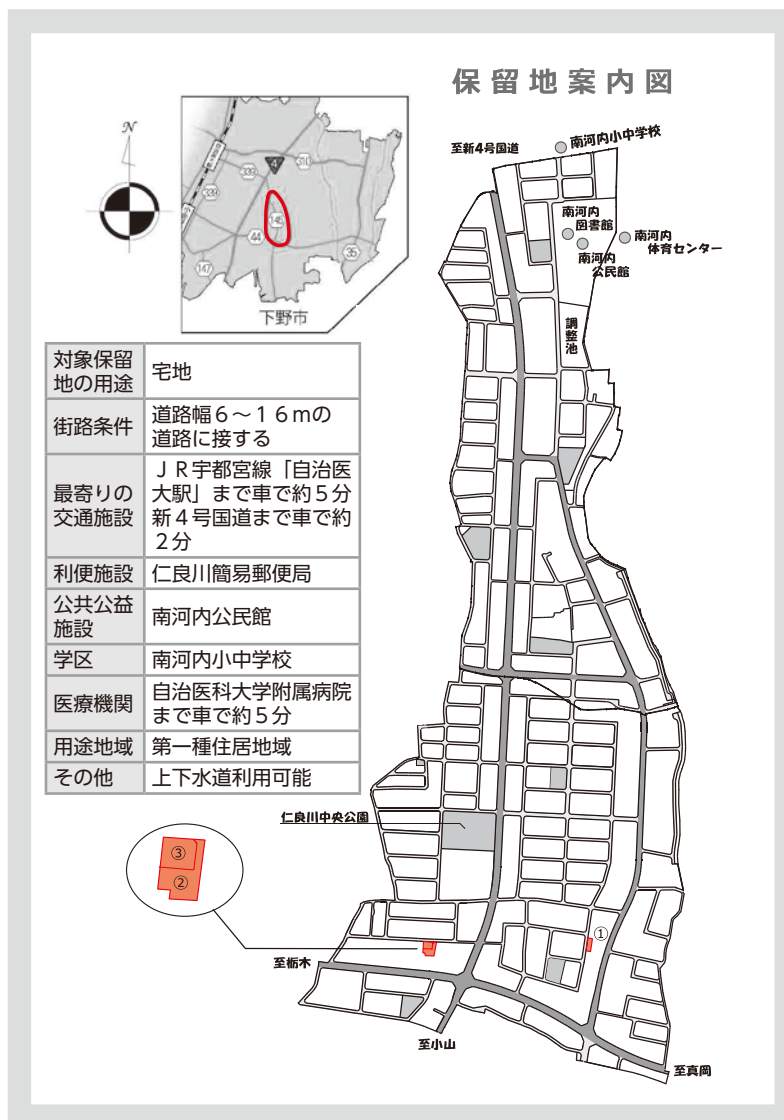 保留地案内図
N
4
310
339
339
145
44
35
147
下野市
至新4号国道
南河内小中学校
南河内
図書館
南河内
体育センター
南河内
公民館
調整池
対象保留
地の用途
宅地
街路条件
道路幅６～１６ｍの
道路に接する
最寄りの
交通施設
ＪＲ宇都宮線「自治医
大駅」まで車で約５分
新４号国道まで車で約
２分
利便施設
仁良川簡易郵便局
公共公益
施設
南河内公民館
学区
南河内小中学校
医療機関
自治医科大学附属病院
まで車で約５分
用途地域
第一種住居地域
その他
上下水道利用可能
仁良川中央公園
③
②
①
至栃木
至小山
至真岡